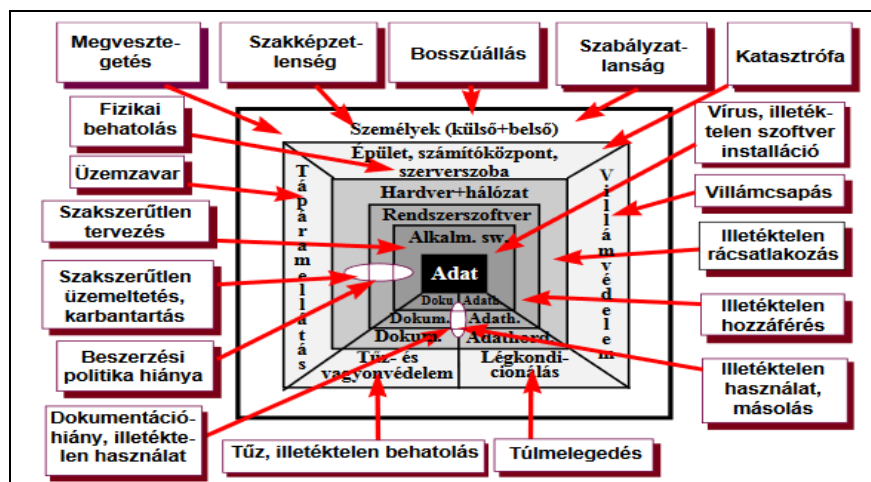 Megveszte-
getés
Szakképzet-
lenség
Bosszúállás
Szabályzat-
lanság
Katasztrófa
Fizikai
behatolás
Üzemzavar
Szakszerűtlen
tervezés
Szakszerűtlen
üzemeltetés,
karbantartás
Beszerzési
politika hiánya
Dokumentáció-
hiány, illetékte-
len használat
Személyek (külső+belső)
Épület, számítóközpont,
szerverszoba
Hardver+hálózat
Rendszerszoftver
Alkalm. sw.
Adat
Doku
Adath.
Dokum.
Adath.
Dokum.
Adathord.
Tűz- és
vagyonvédelem
Légkondi-
cionálás
Tápáramellátás
Villámvédelem
Vírus, illeték-
telen szoftver
installáció
Villámcsapás
Illetéktelen
rácsatlakozás
Illetéktelen
hozzáférés
Illetéktelen
használat,
másolás
Tűz, illetéktelen behatolás
Túlmelegedés